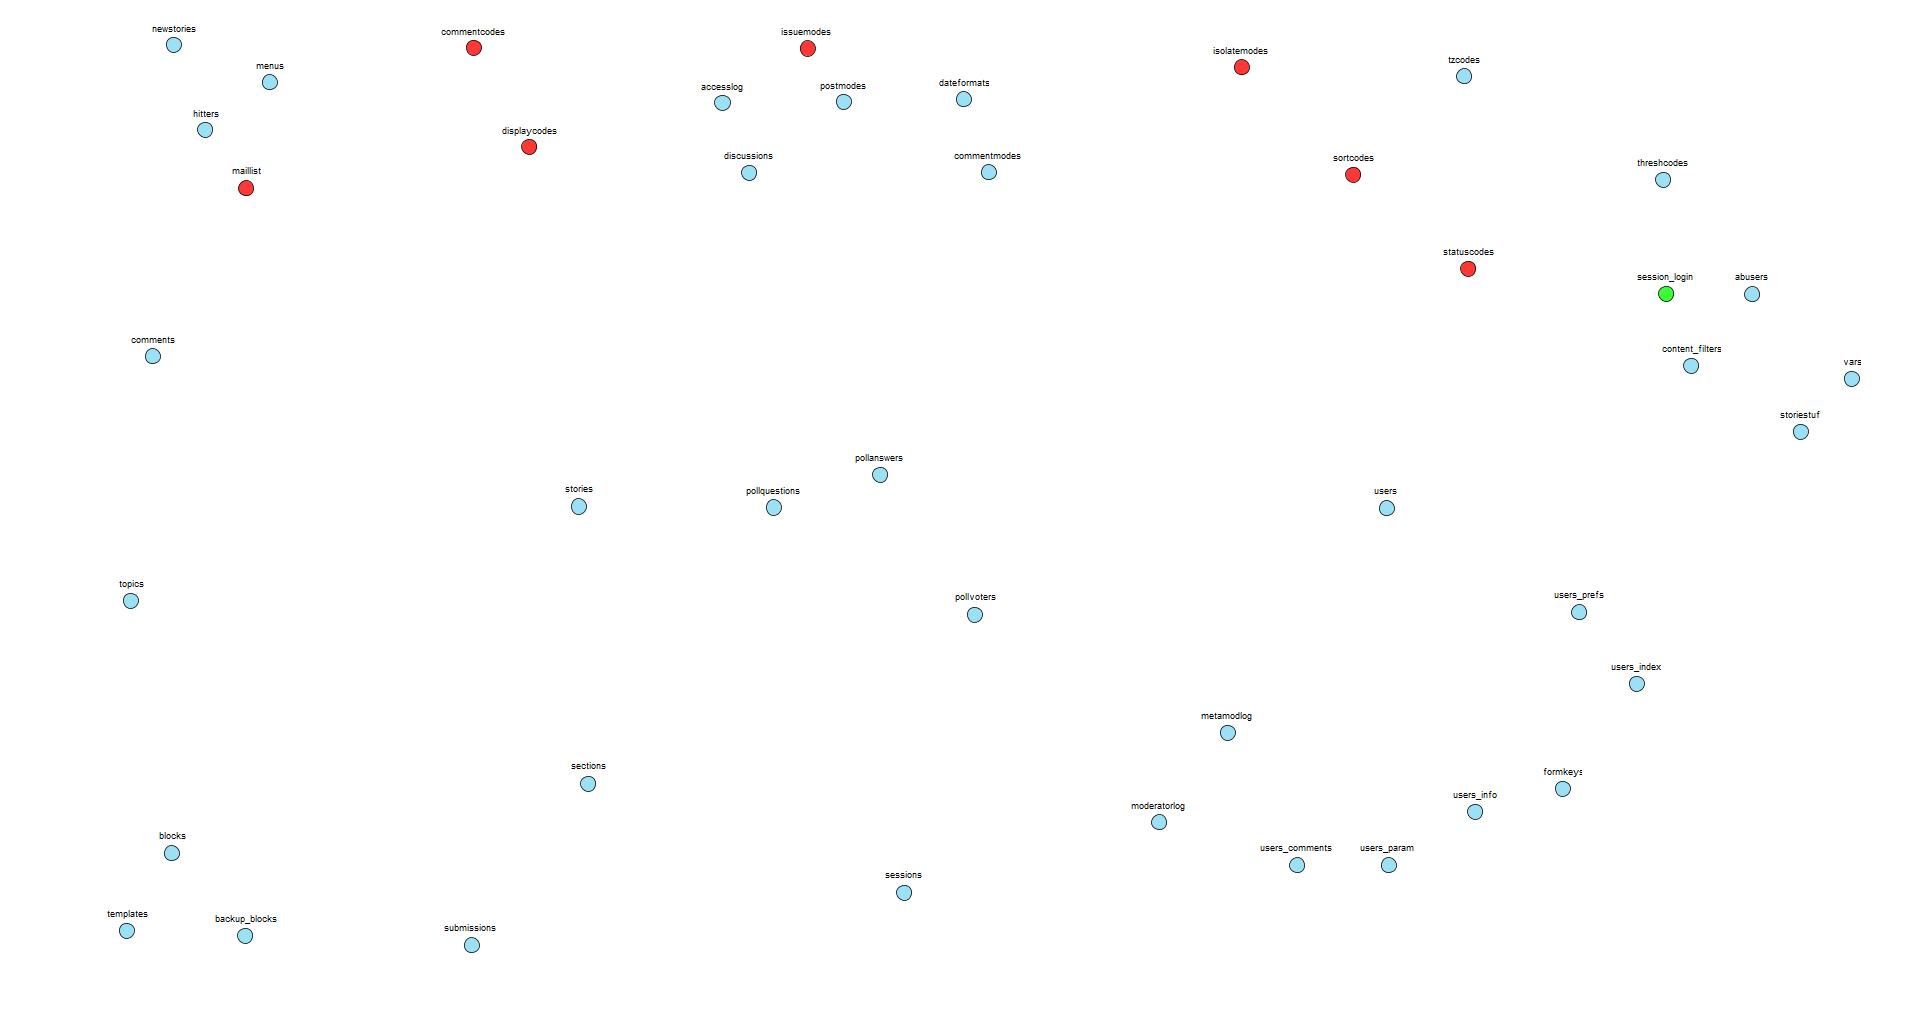 newstories
commentcodes
issuemodes
isolatemodes
tzcodes
menus
accesslog
postmodes
dateformats
hitters
displaycodes
discussions
commentmodes
sortcodes
threshcodes
maillist
statuscodes
session_login
abusers
comments
content_filters
vars
storiestuf
pollanswers
stories
pollquestions
users
topics
pollvoters
users_prefs
users_index
metamodlog
sections
formkeys
users_info
moderatorlog
blocks
users_comments
users_param
sessions
templates
backup_blocks
submissions